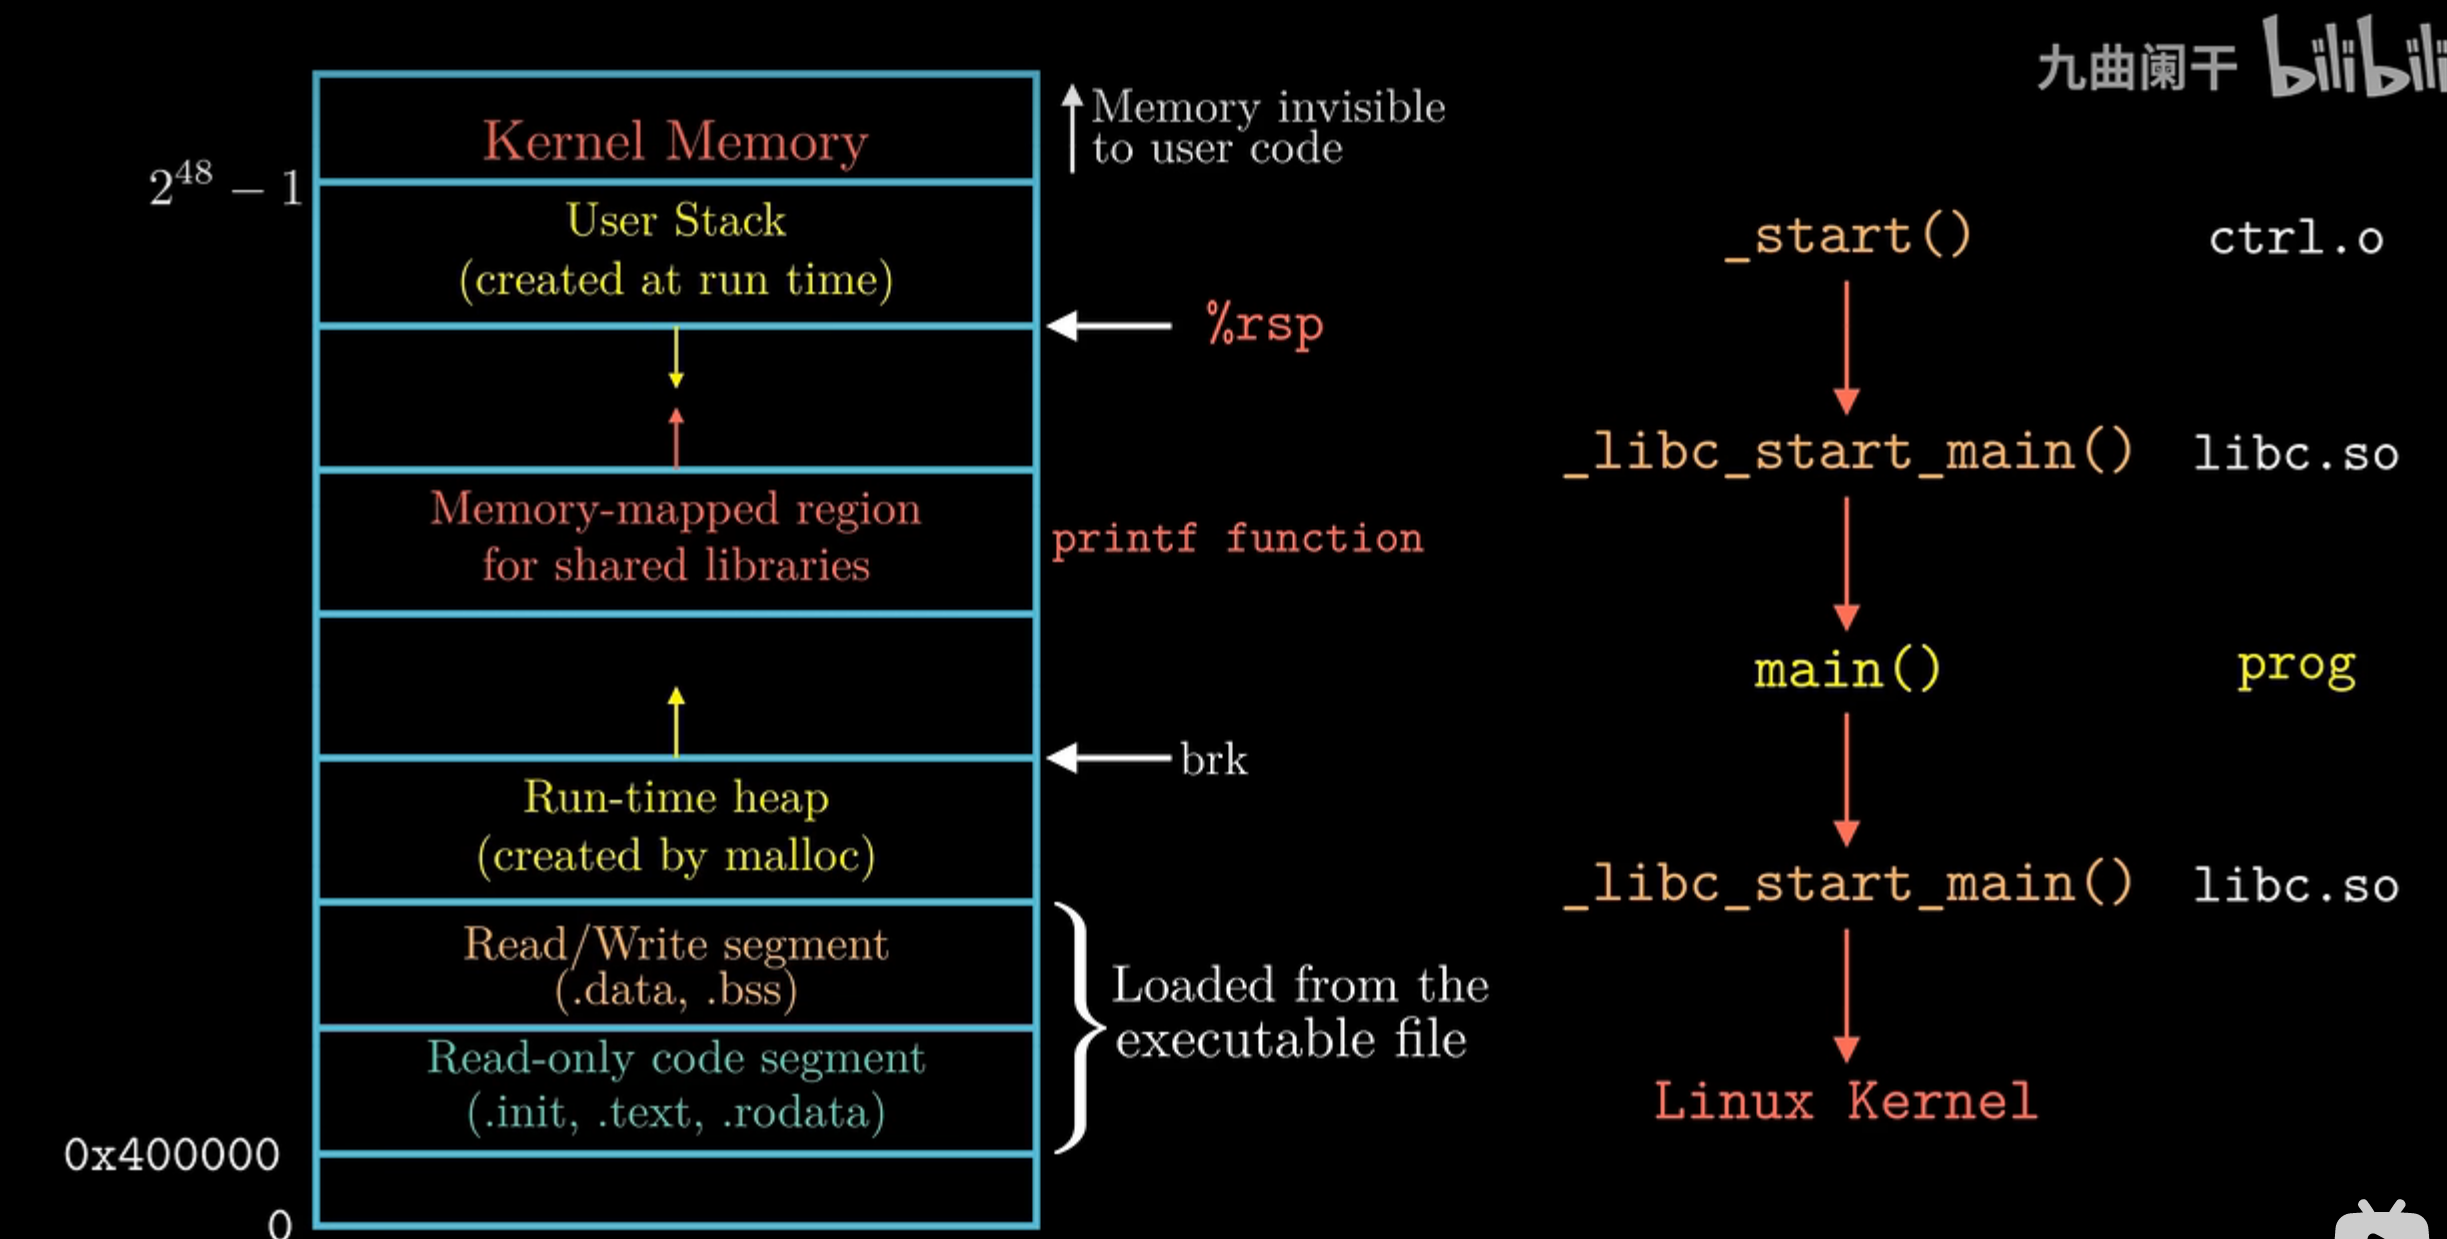 九曲阑干 bilibili
Kernel Memory
Memory invisible
to user code
2^48 − 1
User Stack
(created at run time)
%rsp
Memory-mapped region
for shared libraries
printf function
brk
Run-time heap
(created by malloc)
Read/Write segment
(.data, .bss)
Loaded from the
executable file
Read-only code segment
(.init, .text, .rodata)
0x400000
0
_start() ctrl.o
_libc_start_main() libc.so
main() prog
_libc_start_main() libc.so
Linux Kernel